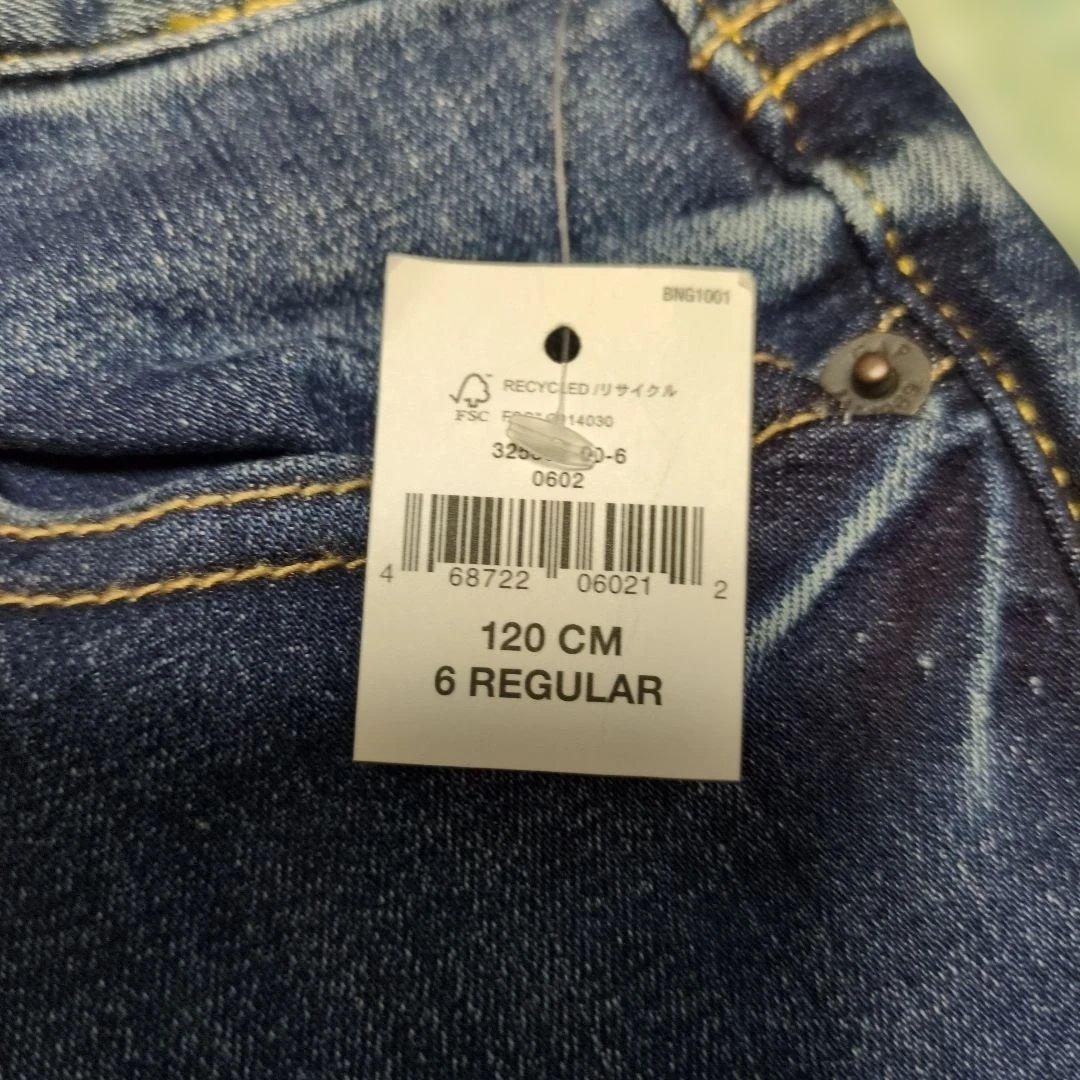 BNG1001
RECYCLED /リサイクル
FSC
0602
4 68722 06021 2
120 CM
6 REGULAR